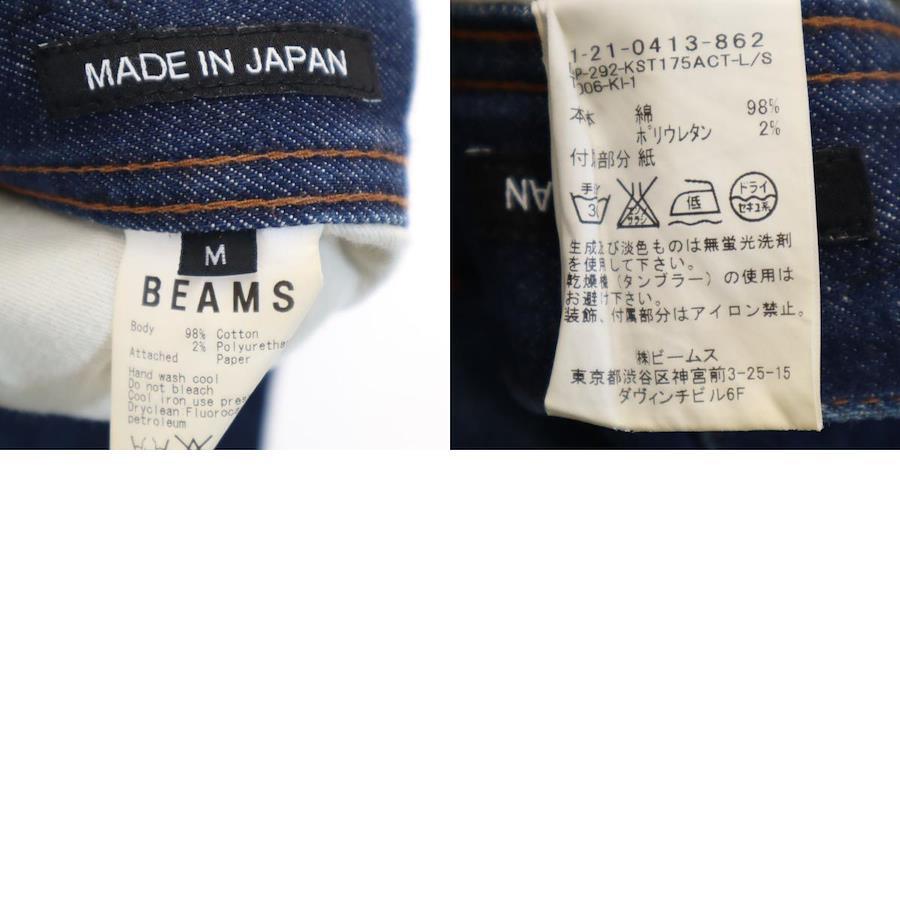 MADE IN JAPAN
M
BEAMS
Body 98% Cotton
2% Polyurethan
Attached Paper
Hand wash cool
Do not bleach
Cool iron use pres
Dryclean Fluoroc
petroleum
1-21-0413-862
P-292-KST175ACT-L/S
006-KI-1
本体 綿 98%
ポリウレタン 2%
付属部分 紙
手 30 エンソ サラシ 低 ドライ セキユ系
生成及び淡色ものは無蛍光洗剤
を使用して下さい。
乾燥機(タンブラー)の使用は
お避け下さい。
装飾、付属部分はアイロン禁止。
㈱ビームス
東京都渋谷区神宮前3-25-15
ダヴィンチビル6F